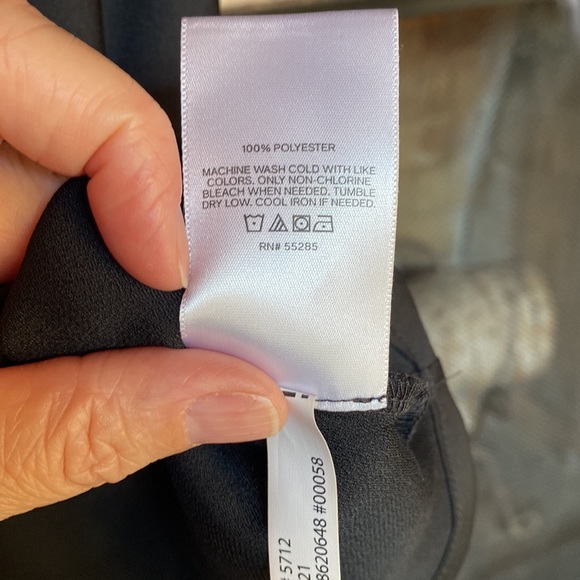 100% POLYESTER
MACHINE WASH COLD WITH LIKE
COLORS. ONLY NON-CHLORINE
BLEACH WHEN NEEDED. TUMBLE
DRY LOW. COOL IRON IF NEEDED.
RN# 55285
# 5712
21
8620648 #00058